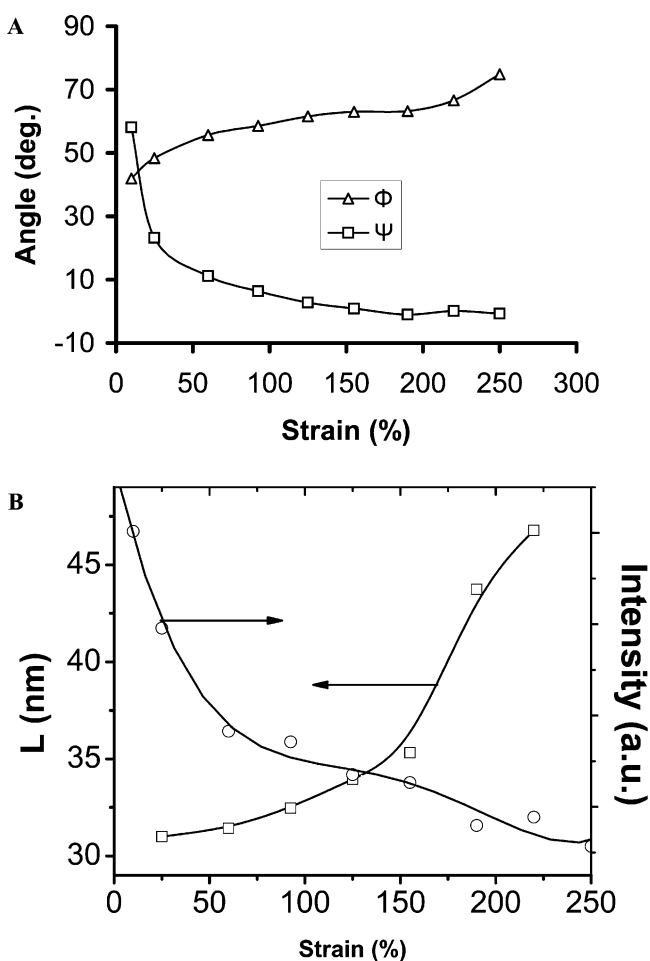 A
90
70
50
30
10
-10
Angle (deg.)
Φ
Ψ
0 50 100 150 200 250 300
Strain (%)
B
45
40
35
30
L (nm)
Intensity (a.u.)
0 50 100 150 200 250
Strain (%)